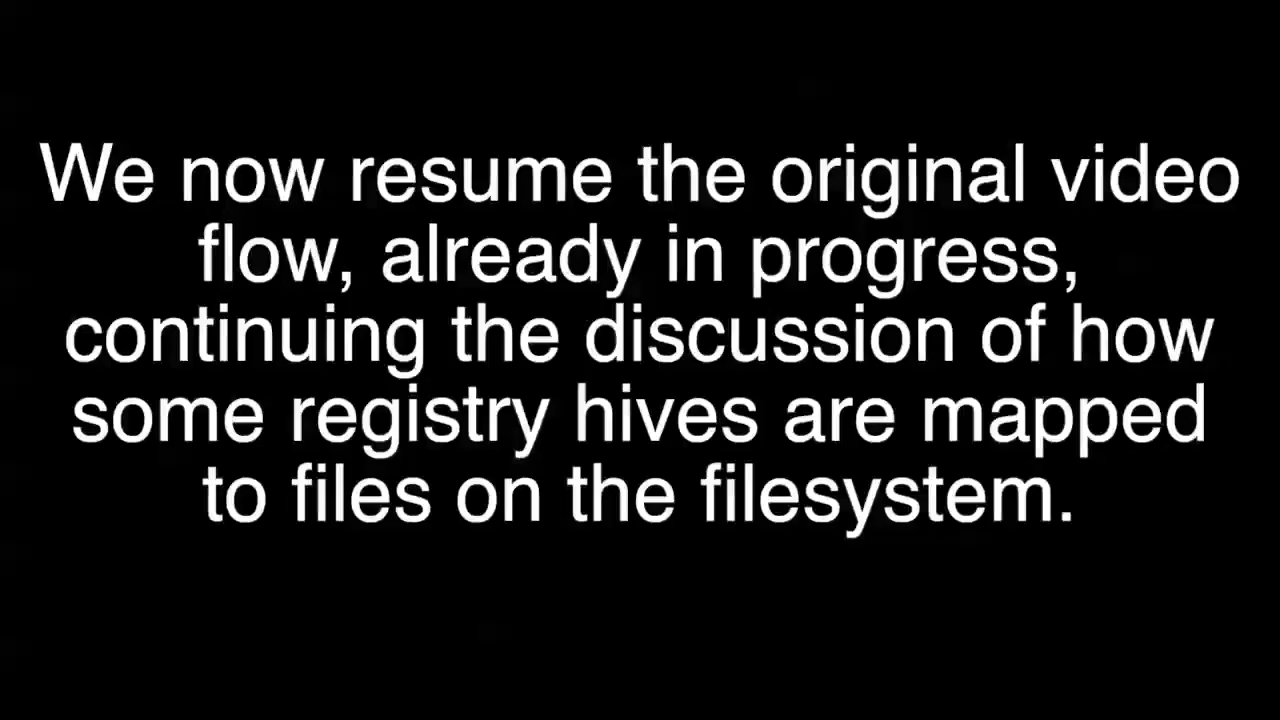 We now resume the original video
flow, already in progress,
continuing the discussion of how
some registry hives are mapped
to files on the filesystem.